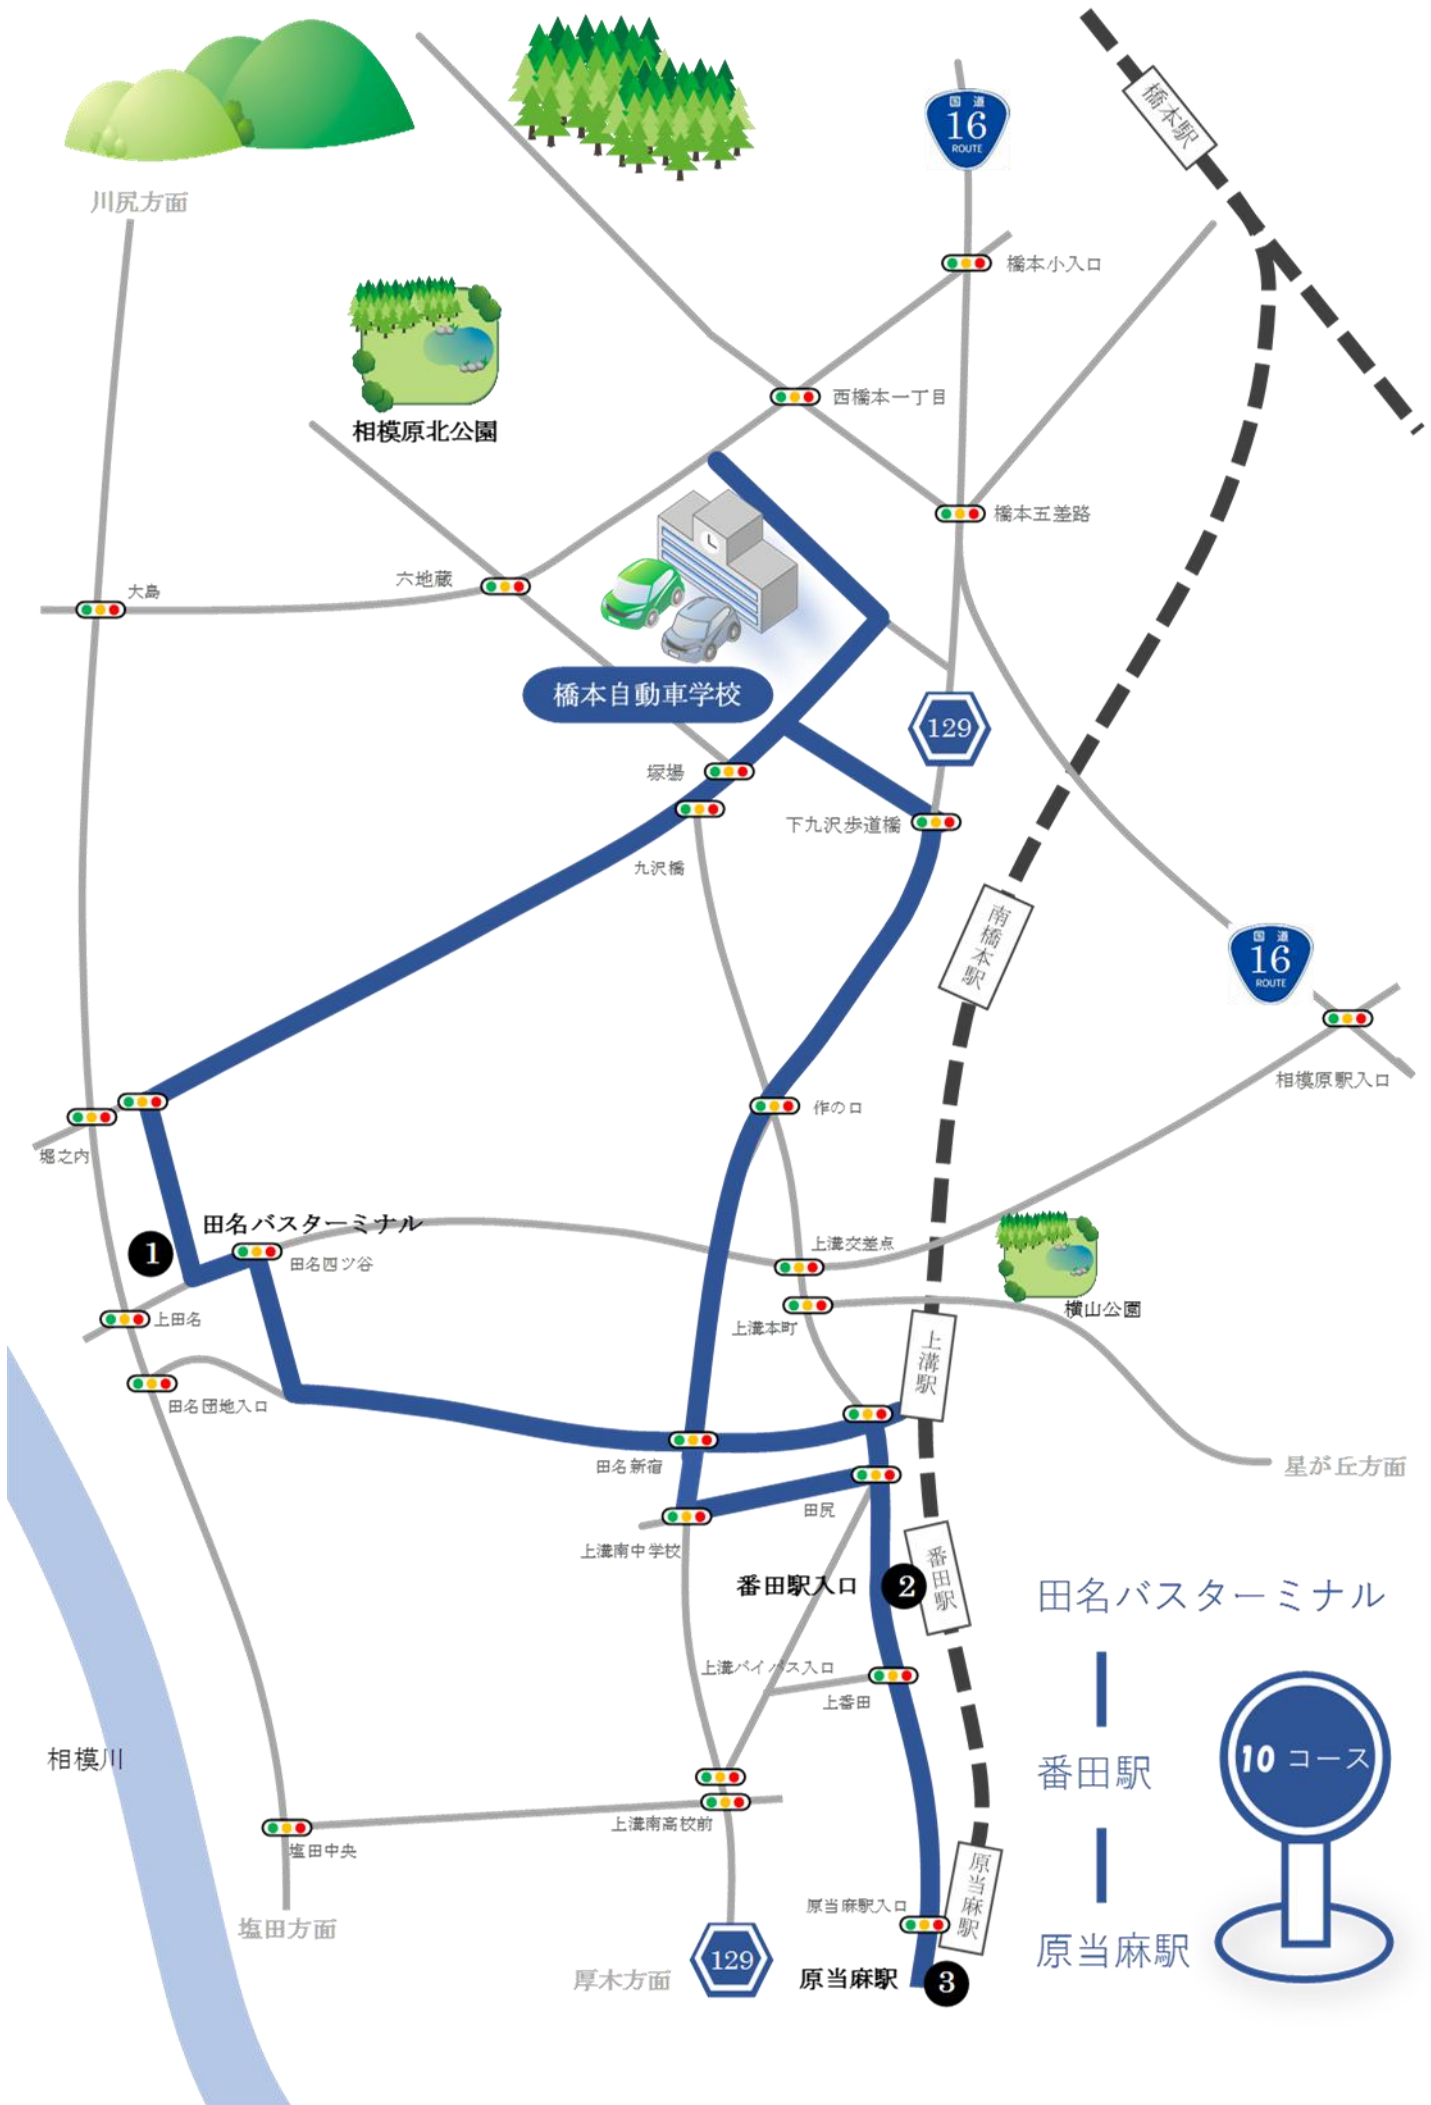 橋本駅
国道
16
ROUTE
川尻方面
橋本小入口
西橋本一丁目
相模原北公園
橋本五差路
六地蔵
大島
橋本自動車学校
129
塚場
下九沢歩道橋
九沢橋
南橋本駅
国道
16
ROUTE
相模原駅入口
作の口
堀之内
田名バスターミナル
1
田名四ツ谷
上溝交差点
上田名
上溝本町
横山公園
上溝駅
田名団地入口
田名新宿
星が丘方面
田尻
上溝南中学校
番田駅入口
2
番田駅
田名バスターミナル
上溝バイパス入口
上番田
相模川
番田駅
10 コース
上溝南高校前
塩田中央
原当麻駅
原当麻駅入口
塩田方面
原当麻駅
129
厚木方面
原当麻駅
3